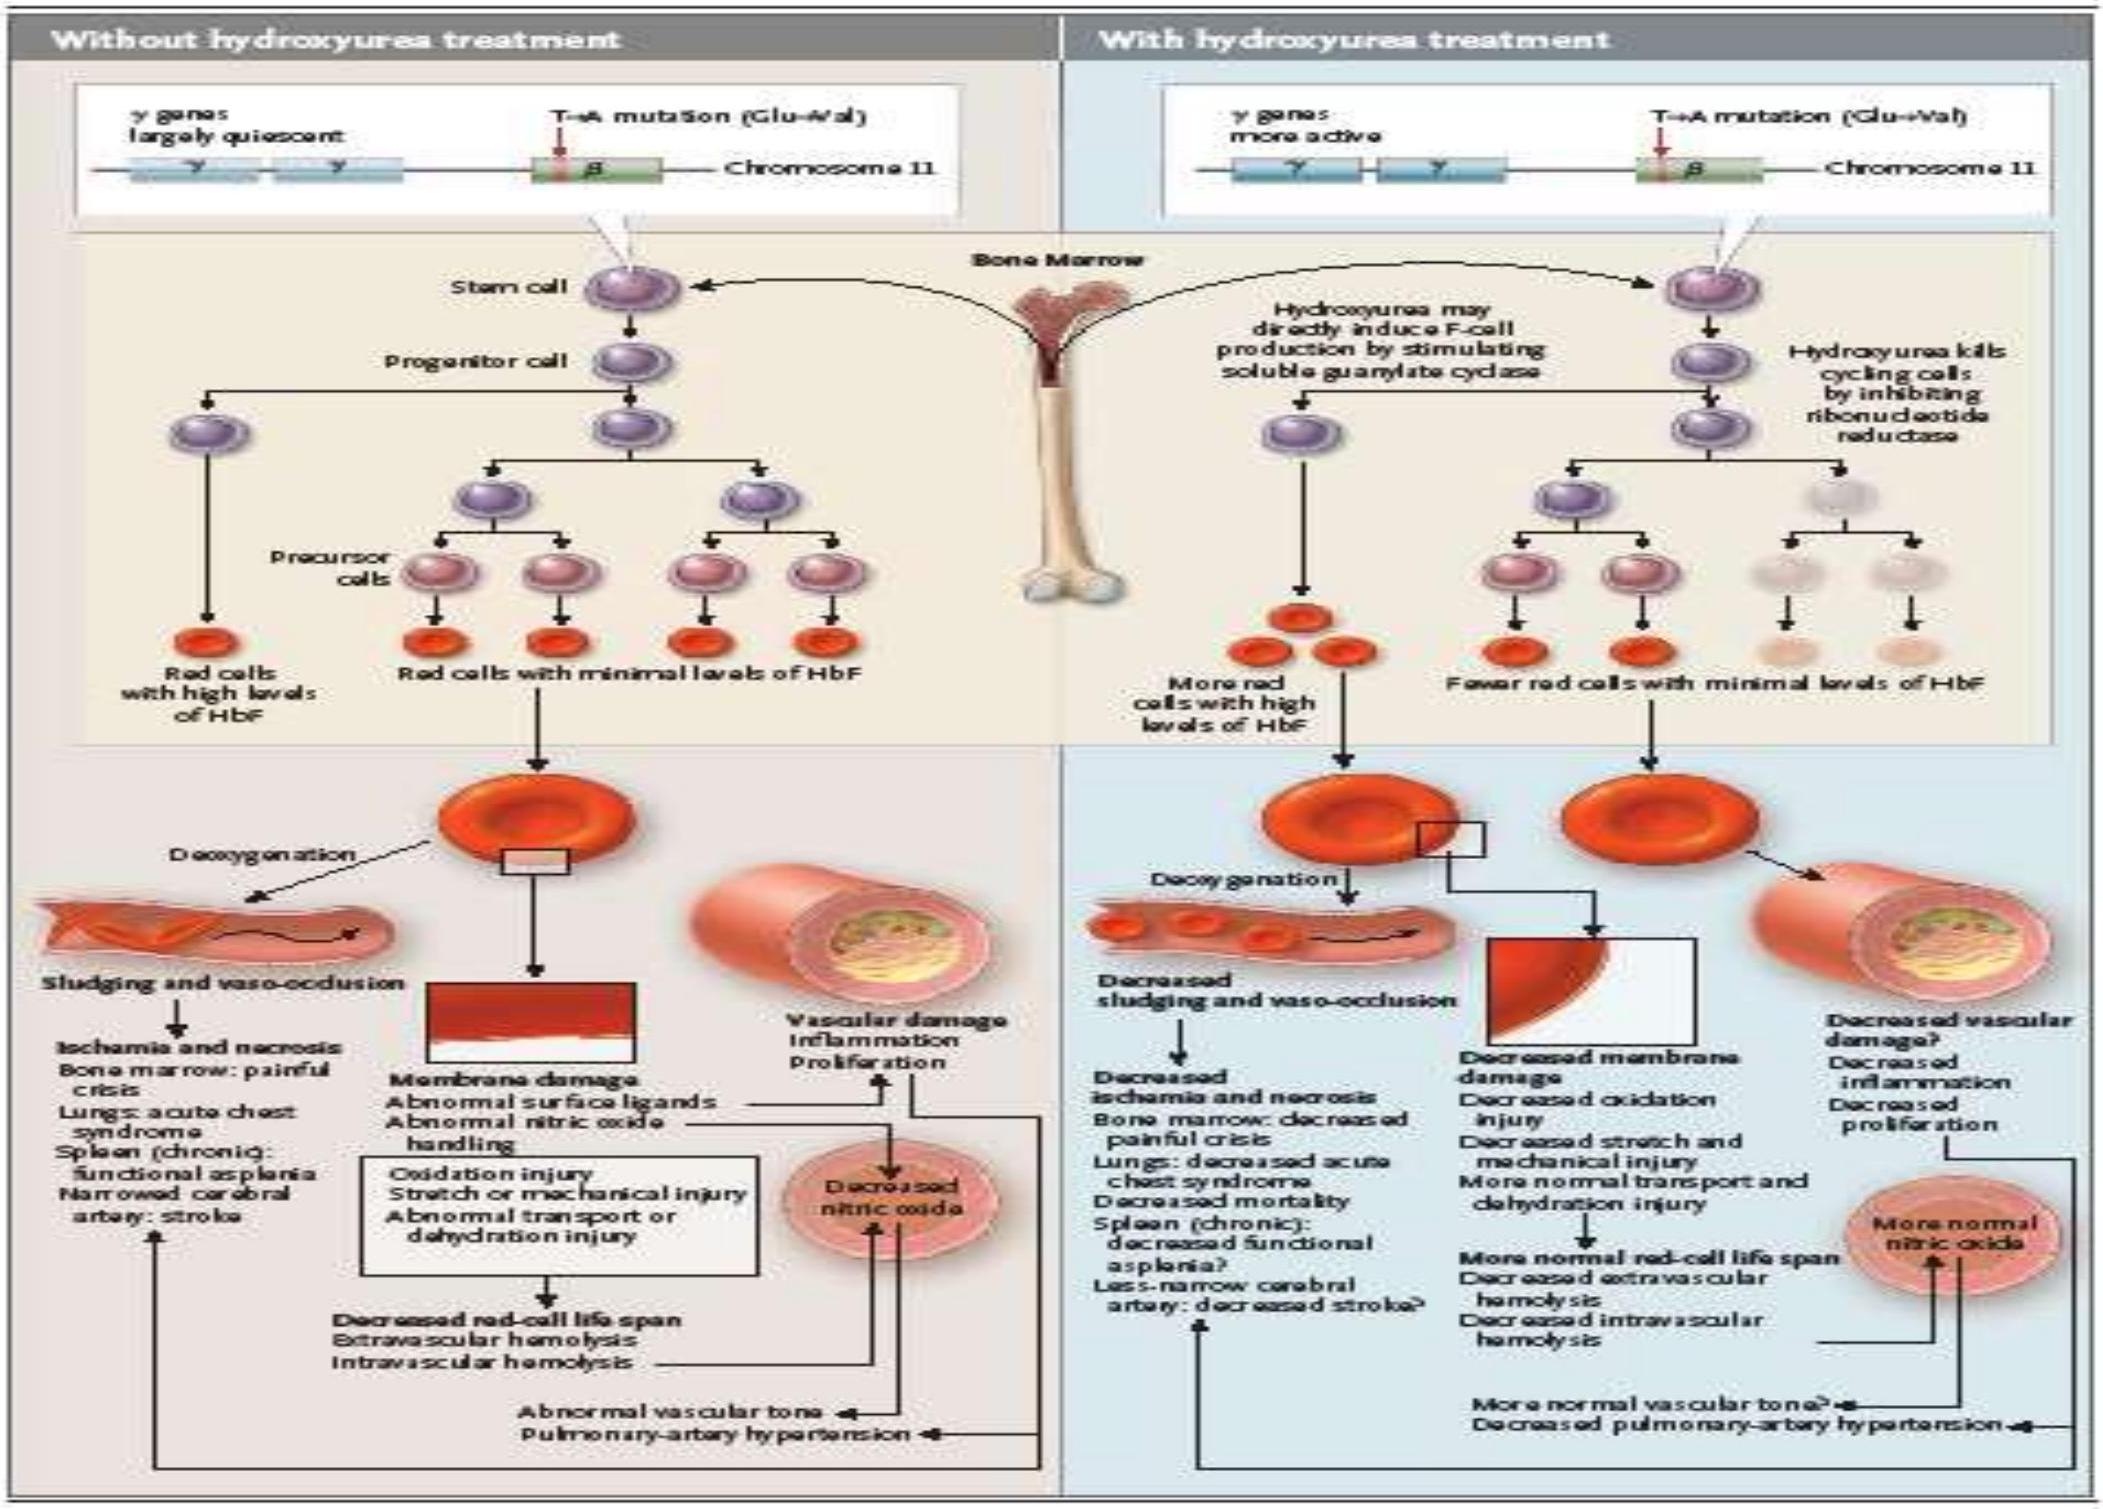 Without hydroxyurea treatment
γ genes
largely quiescent
T→A mutation (Glu→Val)
γ
γ
β
Chromosome 11
With hydroxyurea treatment
γ genes
more active
T→A mutation (Glu→Val)
γ
γ
β
Chromosome 11
Bone Marrow
Stem cell
Progenitor cell
Precursor
cells
Red cells
with high levels
of HbF
Red cells with minimal levels of HbF
Hydroxyurea may
directly induce F-cell
production by stimulating
soluble guanylate cyclase
Hydroxyurea kills
cycling cells
by inhibiting
ribonucleotide
reductase
More red
cells with high
levels of HbF
Fewer red cells with minimal levels of HbF
Deoxygenation
Sludging and vaso-occlusion
Ischemia and necrosis
Bone marrow: painful
crisis
Lungs: acute chest
syndrome
Spleen (chronic):
functional asplenia
Narrowed cerebral
artery: stroke
Membrane damage
Abnormal surface ligands
Abnormal nitric oxide
handling
Oxidation injury
Stretch or mechanical injury
Abnormal transport or
dehydration injury
Decreased red-cell life span
Extravascular hemolysis
Intravascular hemolysis
Vascular damage
Inflammation
Proliferation
Decreased
nitric oxide
Abnormal vascular tone
Pulmonary-artery hypertension
Deoxygenation
Decreased
sludging and vaso-occlusion
Decreased
ischemia and necrosis
Bone marrow: decreased
painful crisis
Lungs: decreased acute
chest syndrome
Decreased mortality
Spleen (chronic):
decreased functional
asplenia?
Less-narrow cerebral
artery: decreased stroke?
Decreased membrane
damage
Decreased oxidation
injury
Decreased stretch and
mechanical injury
More normal transport and
dehydration injury
More normal red-cell life span
Decreased extravascular
hemolysis
Decreased intravascular
hemolysis
Decreased vascular
damage?
Decreased
inflammation
Decreased
proliferation
More normal
nitric oxide
More normal vascular tone?
Decreased pulmonary-artery hypertension